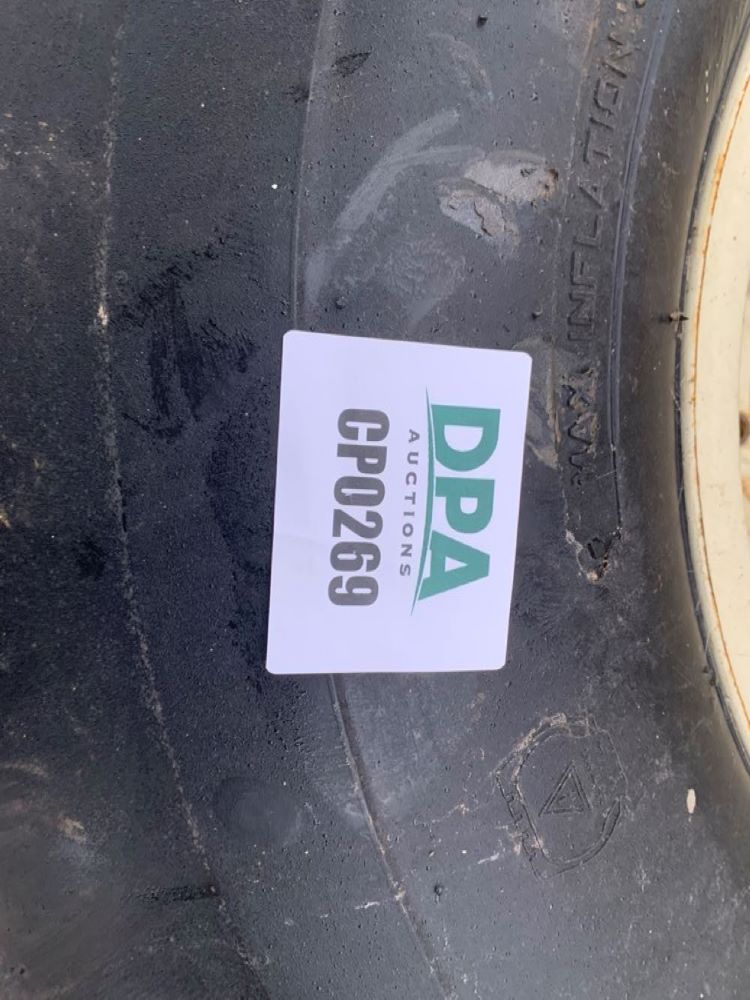 DPA
AUCTIONS
CP0269
MAX INFLATION